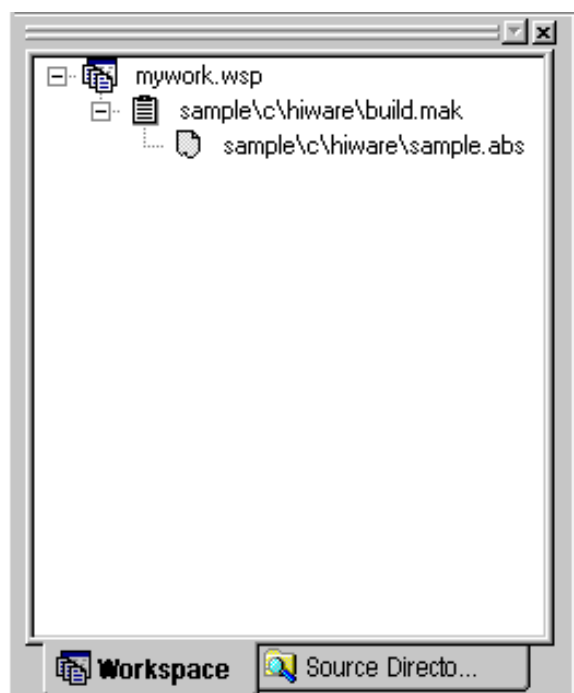 mywork.wsp
sample\c\hiware\build.mak
sample\c\hiware\sample.abs
Workspace
Source Directo...